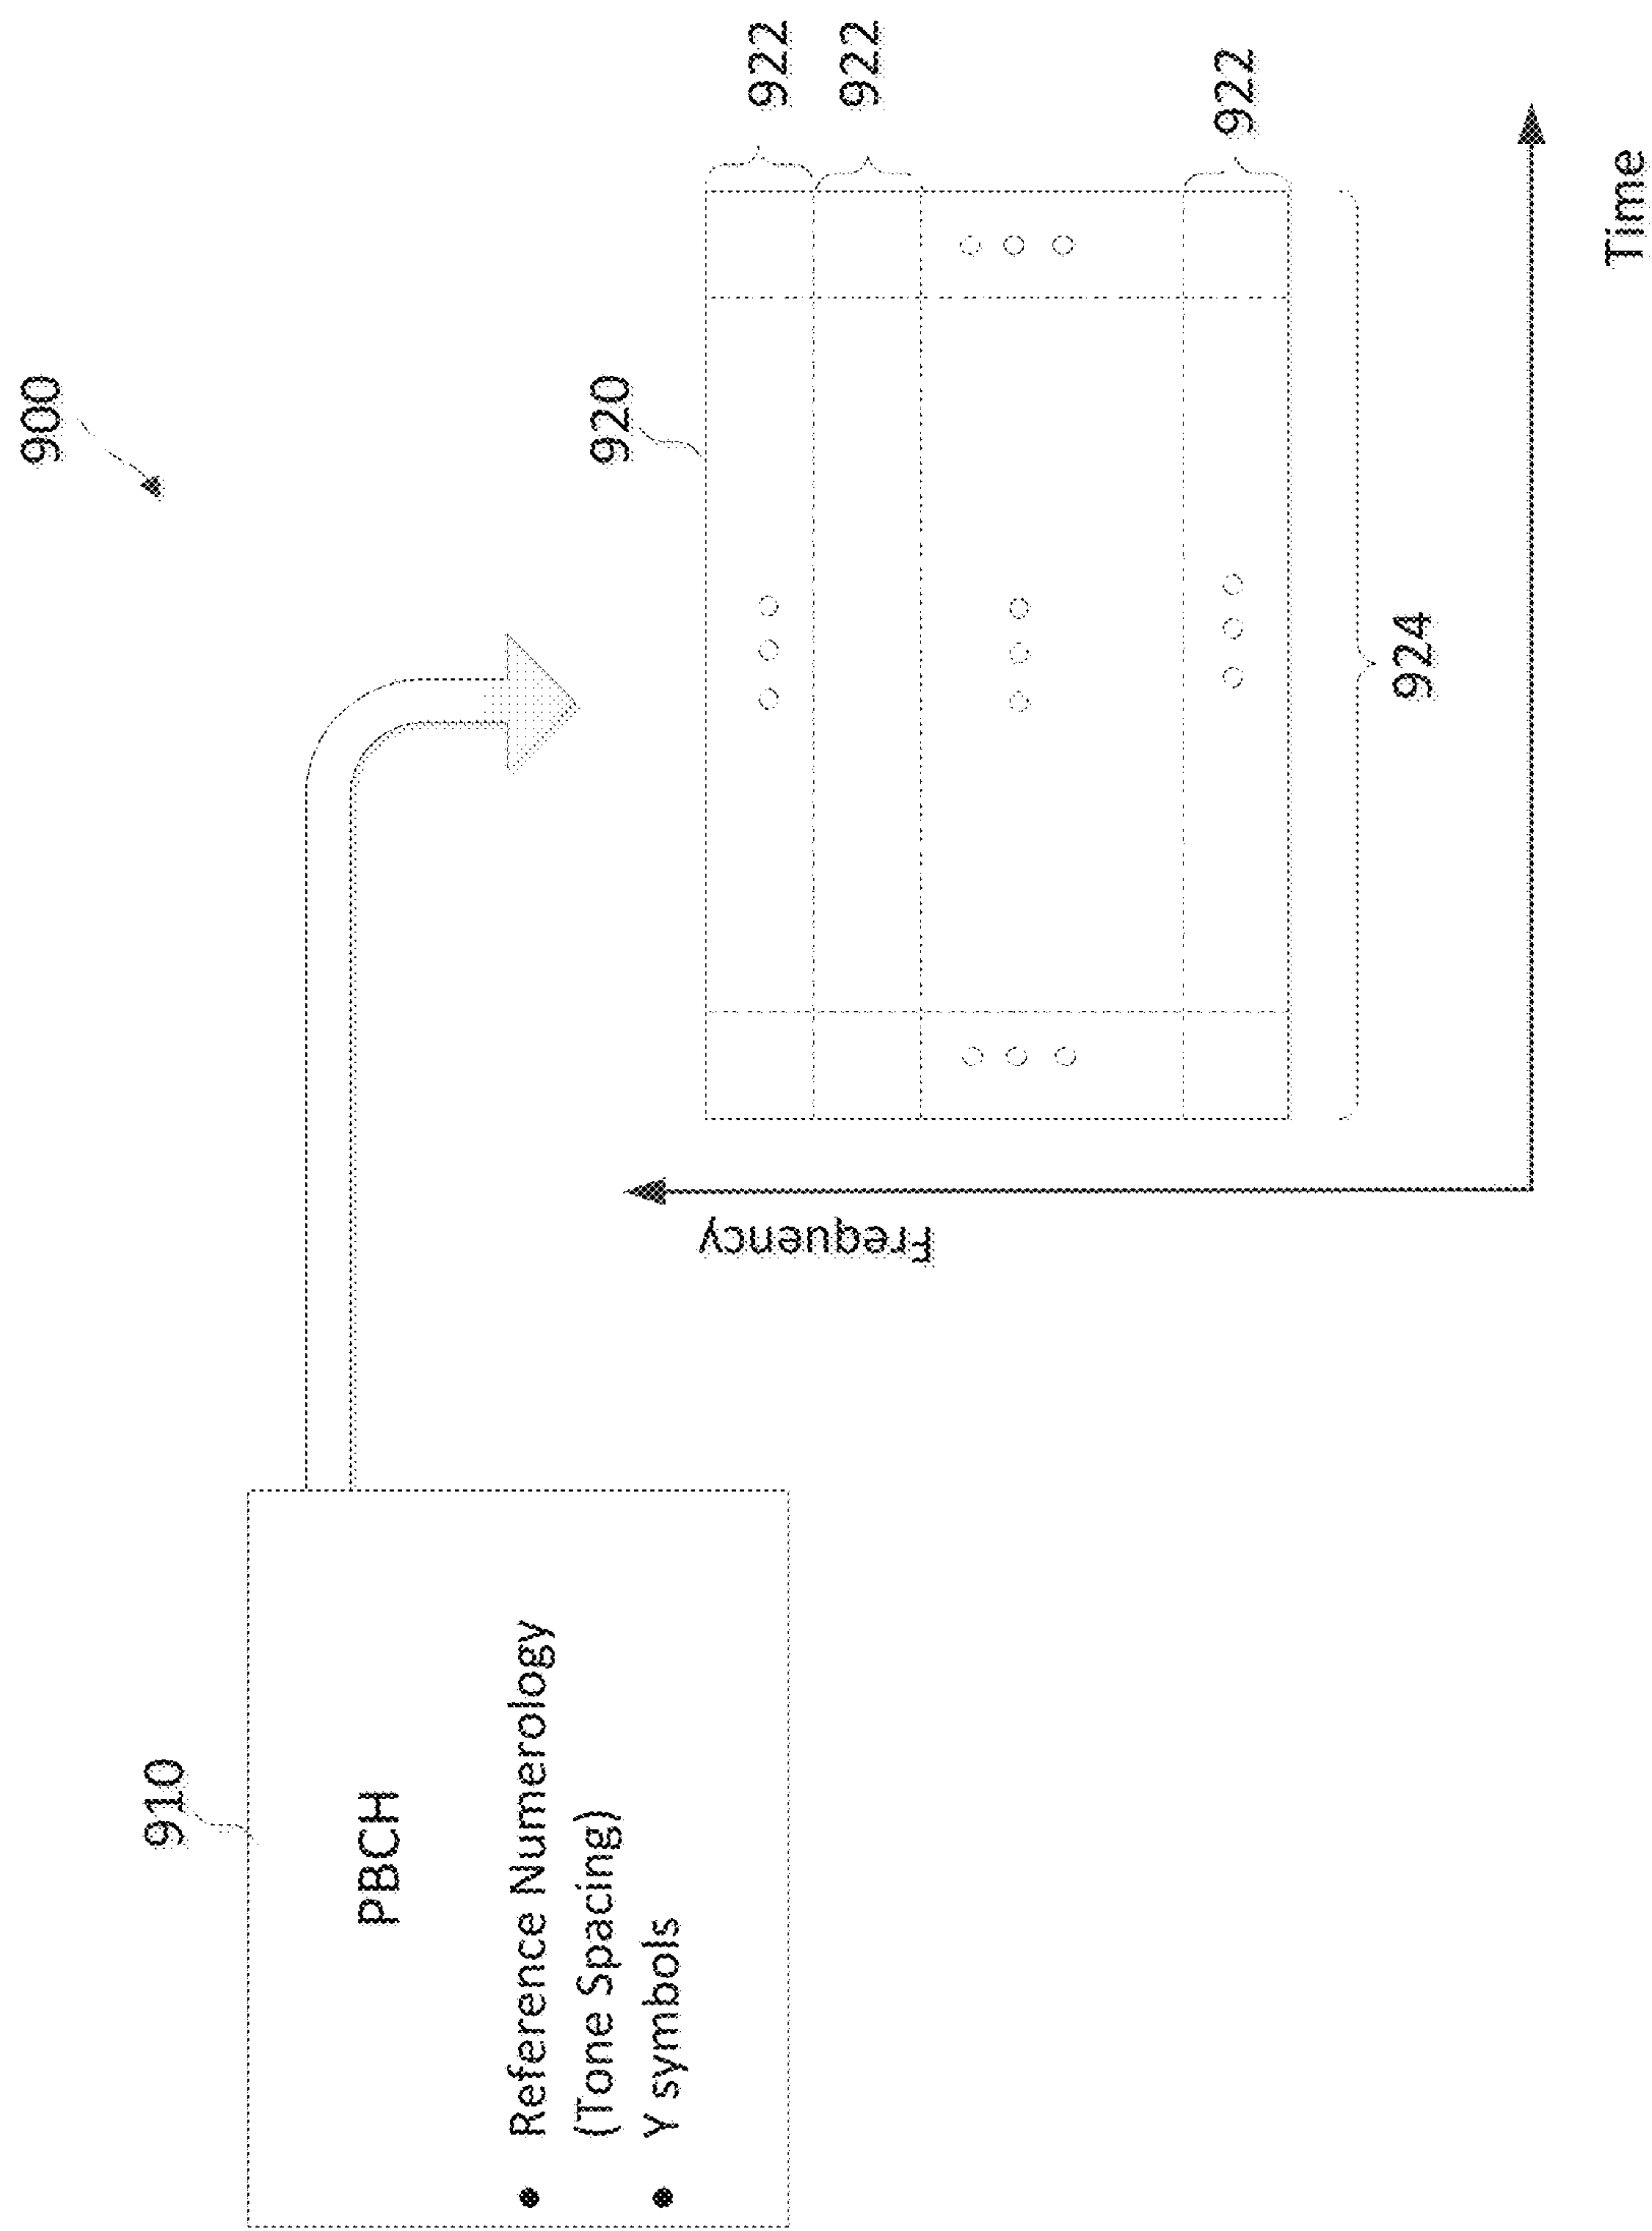 900
910
PBCH
• Reference Numerology
(Tone Spacing)
• Y symbols
920
922
922
922
Frequency
924
Time